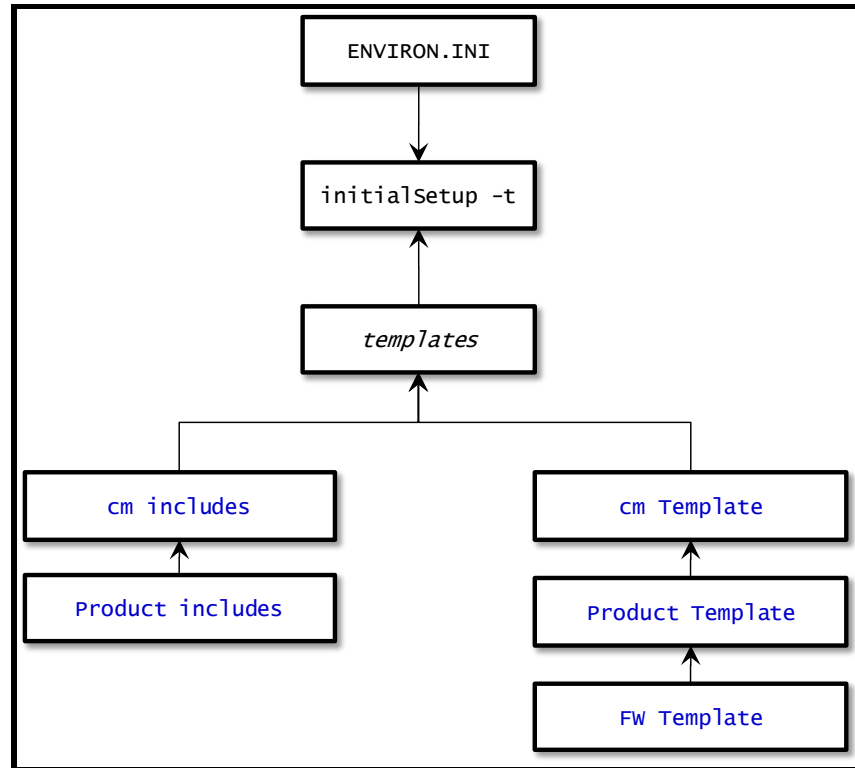 ENVIRON.INI
initialSetup -t
templates
cm includes
cm Template
Product includes
Product Template
FW Template